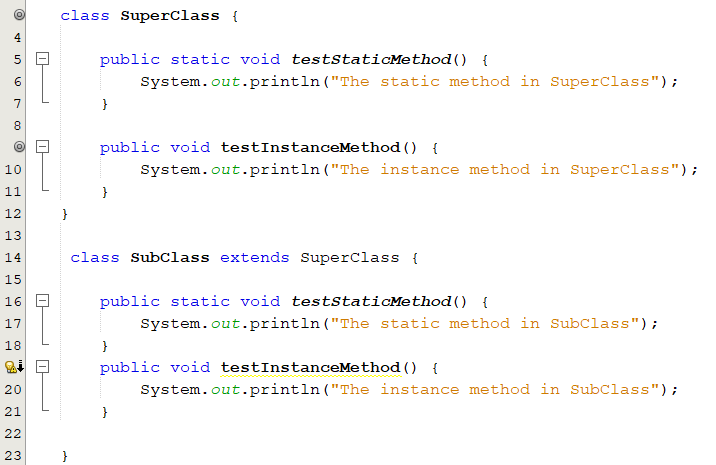 class SuperClass {
4
5 public static void testStaticMethod() {
6 System.out.println("The static method in SuperClass");
7 }
8
public void testInstanceMethod() {
10 System.out.println("The instance method in SuperClass");
11 }
12 }
13
14 class SubClass extends SuperClass {
15
16 public static void testStaticMethod() {
17 System.out.println("The static method in SubClass");
18 }
public void testInstanceMethod() {
20 System.out.println("The instance method in SubClass");
21 }
22
23 }